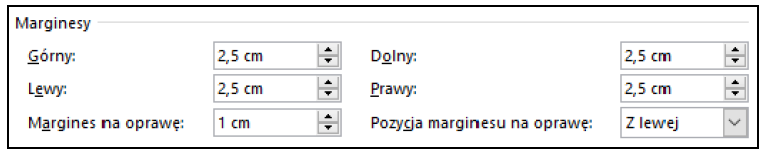 Marginesy
Górny: 2,5 cm Dolny: 2,5 cm
Lewy: 2,5 cm Prawy: 2,5 cm
Margines na oprawę: 1 cm Pozycja marginesu na oprawę: Z lewej